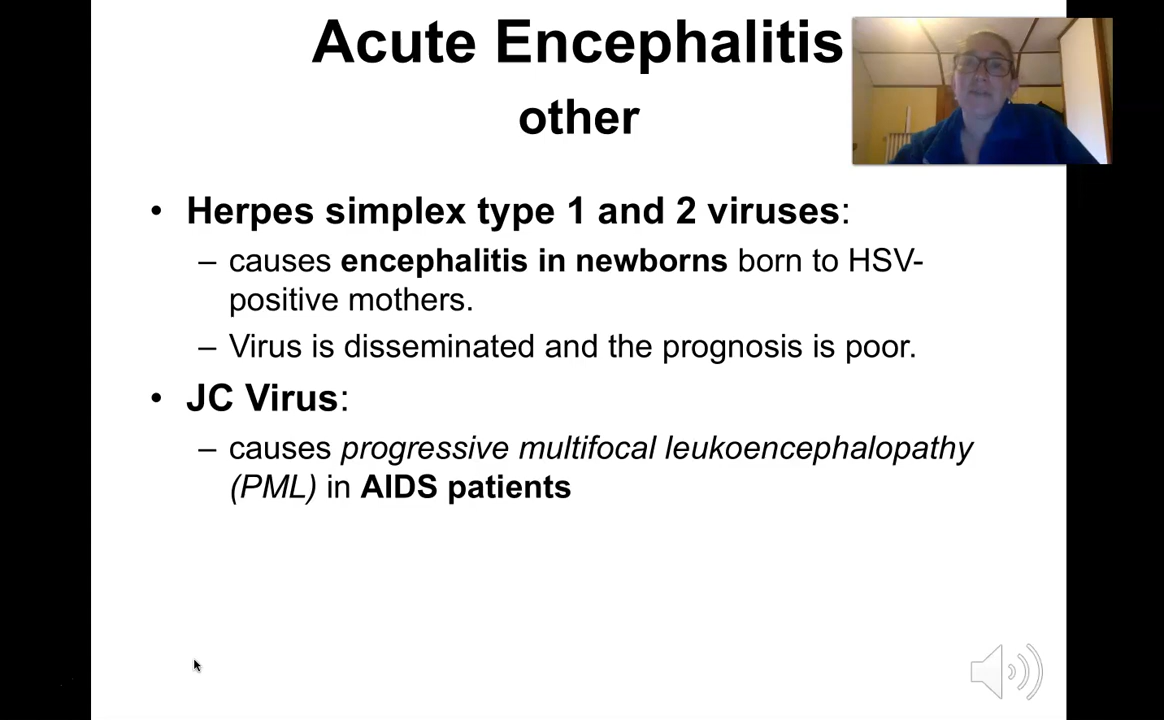 Acute Encephalitis
other
• Herpes simplex type 1 and 2 viruses:
– causes encephalitis in newborns born to HSV-
positive mothers.
– Virus is disseminated and the prognosis is poor.
• JC Virus:
– causes progressive multifocal leukoencephalopathy
(PML) in AIDS patients